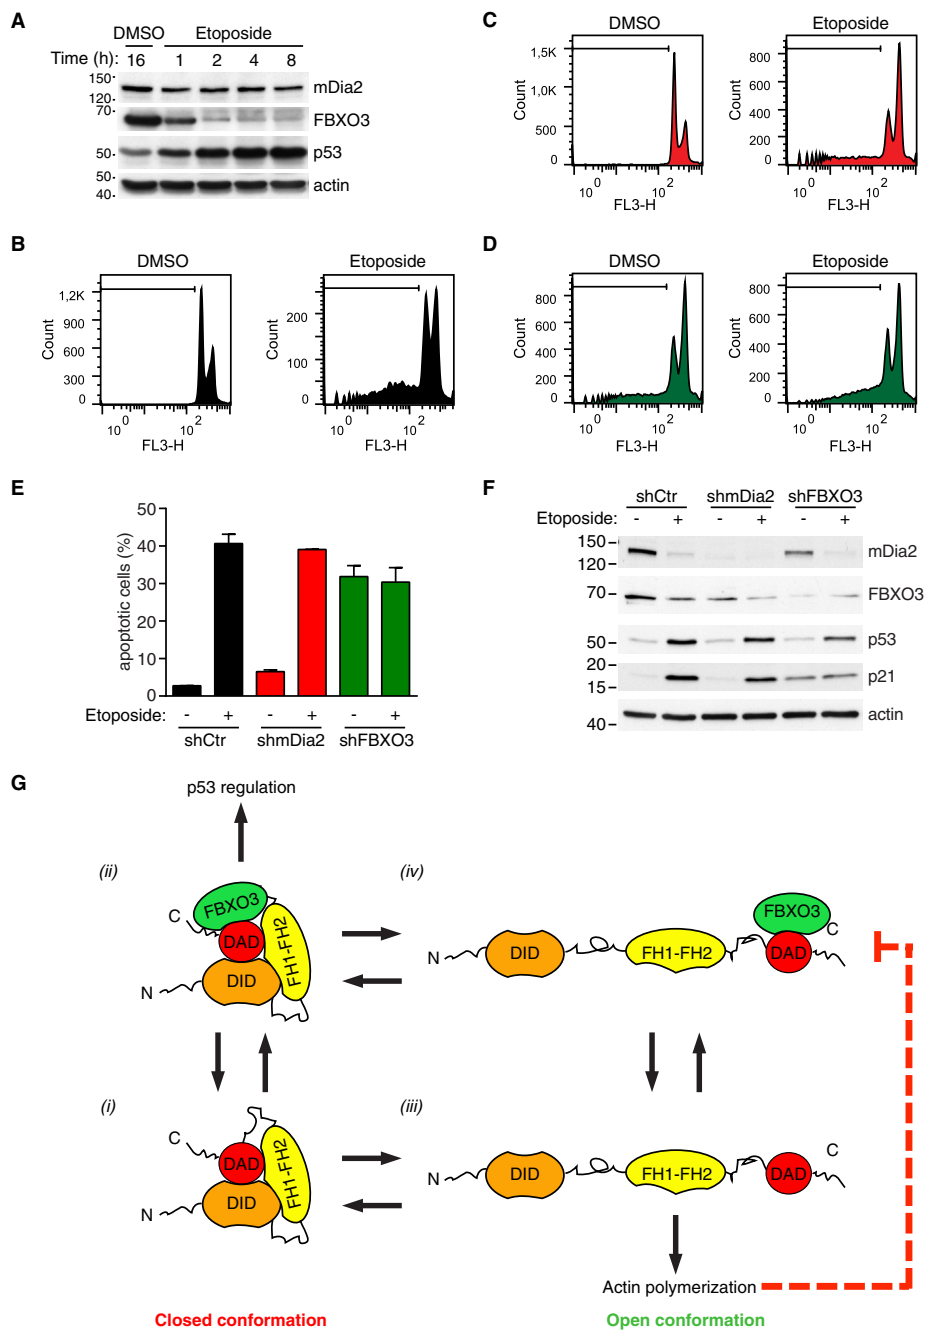 A
DMSO Etoposide
Time (h): 16 1 2 4 8
150
120
mDia2
70
FBXO3
50
p53
50
40
actin
B
DMSO
Count
1,2K
900
600
300
0
10 0 10 2
FL3-H
Etoposide
Count
200
100
0
10 0 10 2
FL3-H
C
DMSO
Count
1,5K
1,0K
500
0
10 0 10 2
FL3-H
Etoposide
Count
800
600
400
200
0
10 0 10 2
FL3-H
D
DMSO
Count
800
600
400
200
0
10 0 10 2
FL3-H
Etoposide
Count
800
600
400
200
0
10 0 10 2
FL3-H
E
apoptotic cells (%)
50
40
30
20
10
0
Etoposide: - + - + - +
shCtr shmDia2 shFBXO3
F
shCtr shmDia2 shFBXO3
Etoposide: - + - + - +
150
120
mDia2
70
FBXO3
50
p53
20
15
p21
40
actin
G
p53 regulation
(ii)
C
FBXO3
DAD
DID
FH1-FH2
N
(iv)
N
DID
FH1-FH2
FBXO3
DAD
C
(i)
C
DAD
DID
FH1-FH2
N
(iii)
N
DID
FH1-FH2
DAD
C
Actin polymerization
Closed conformation
Open conformation